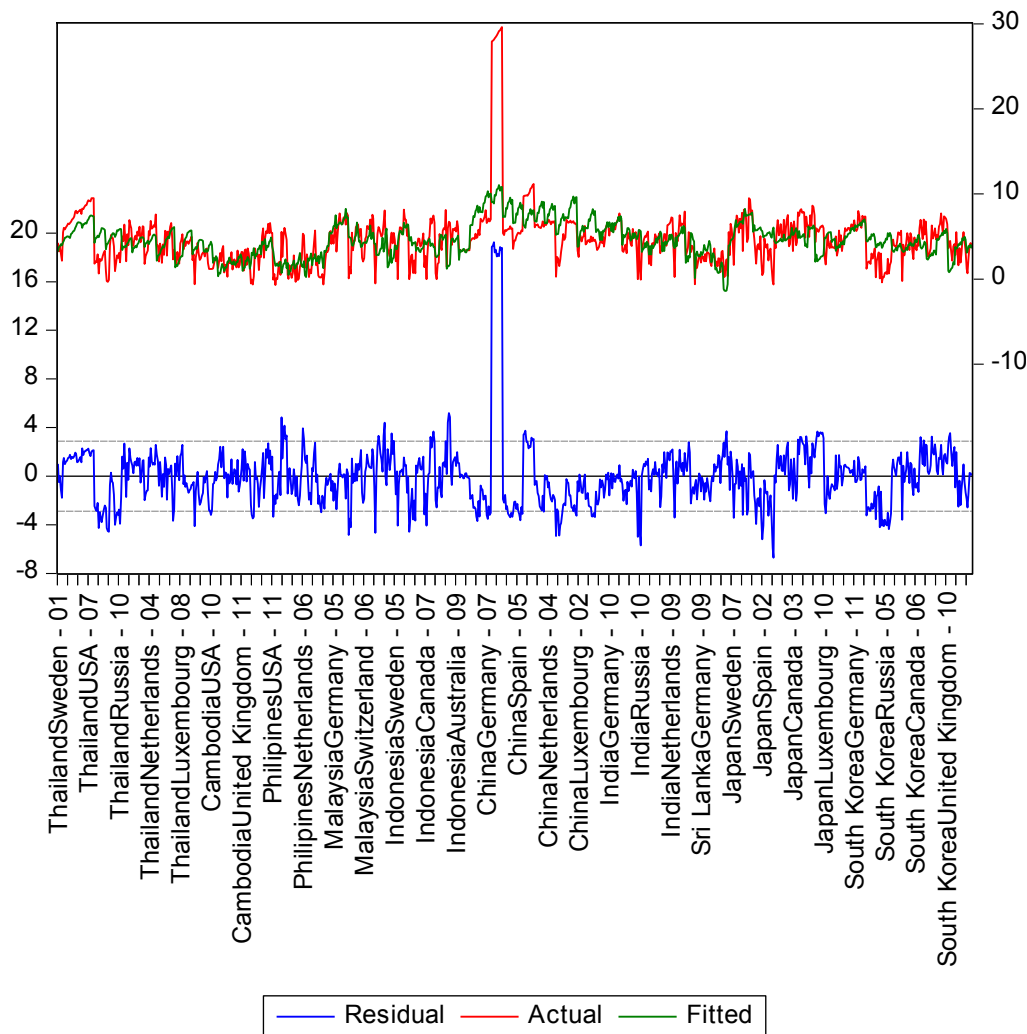 30
20
10
0
-10
20
16
12
8
4
0
-4
-8
ThailandSweden - 01
ThailandUSA - 07
ThailandRussia - 10
ThailandNetherlands - 04
ThailandLuxembourg - 08
CambodiaUSA - 10
CambodiaUnited Kingdom - 11
PhilipinesUSA - 11
PhilipinesNetherlands - 06
MalaysiaGermany - 05
MalaysiaSwitzerland - 06
IndonesiaSweden - 05
IndonesiaCanada - 07
IndonesiaAustralia - 09
ChinaGermany - 07
ChinaSpain - 05
ChinaNetherlands - 04
ChinaLuxembourg - 02
IndiaGermany - 10
IndiaRussia - 10
IndiaNetherlands - 09
Sri LankaGermany - 09
JapanSweden - 07
JapanSpain - 02
JapanCanada - 03
JapanLuxembourg - 10
South KoreaGermany - 11
South KoreaRussia - 05
South KoreaCanada - 06
South KoreaUnited Kingdom - 10
Residual Actual Fitted